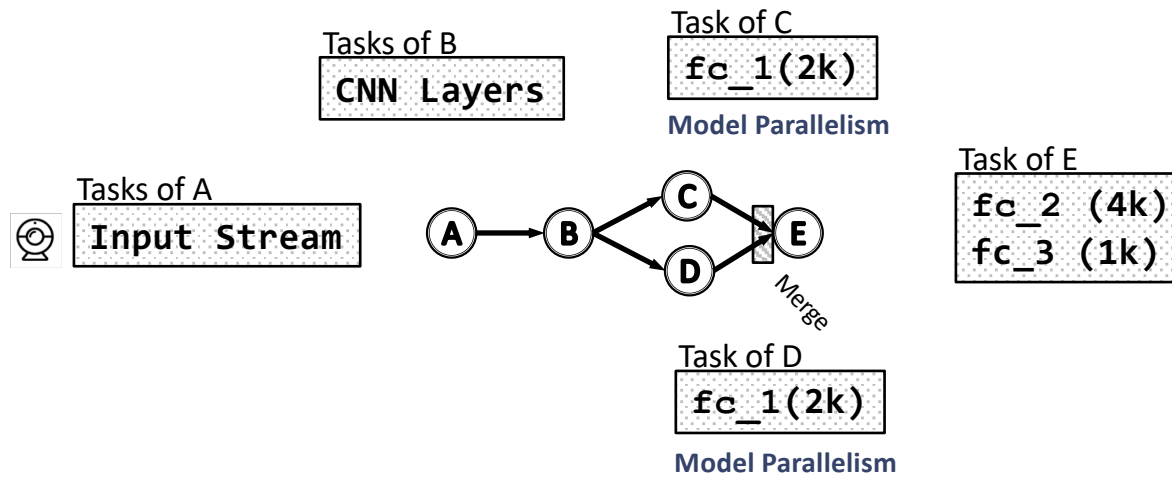 Task of C
Tasks of B
fc_1(2k)
CNN Layers
Model Parallelism
Task of E
Tasks of A
fc_2 (4k)
fc_3 (1k)
Input Stream
A
B
C
D
E
Merge
Task of D
fc_1(2k)
Model Parallelism